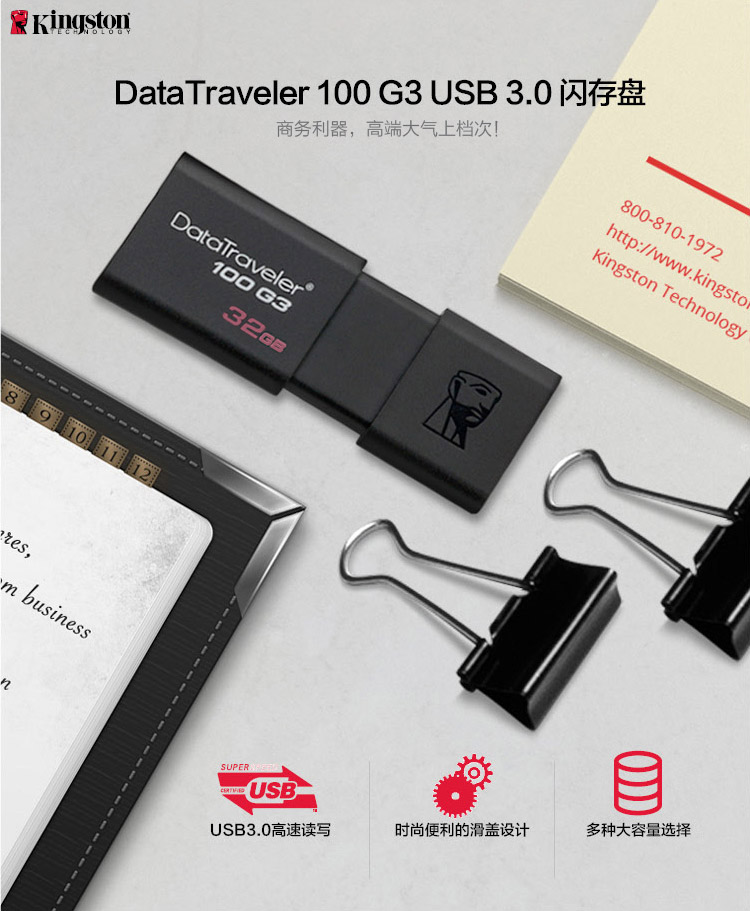 Kingston
TECHNOLOGY
DataTraveler 100 G3 USB 3.0 闪存盘
商务利器，高端大气上档次！
DataTraveler®
100 G3
32GB
800-810-1972
http://www.kingston
Kingston Technology
8
9
10
11
12
business
SUPER
CERTIFIED USB
USB3.0高速读写
时尚便利的滑盖设计
多种大容量选择